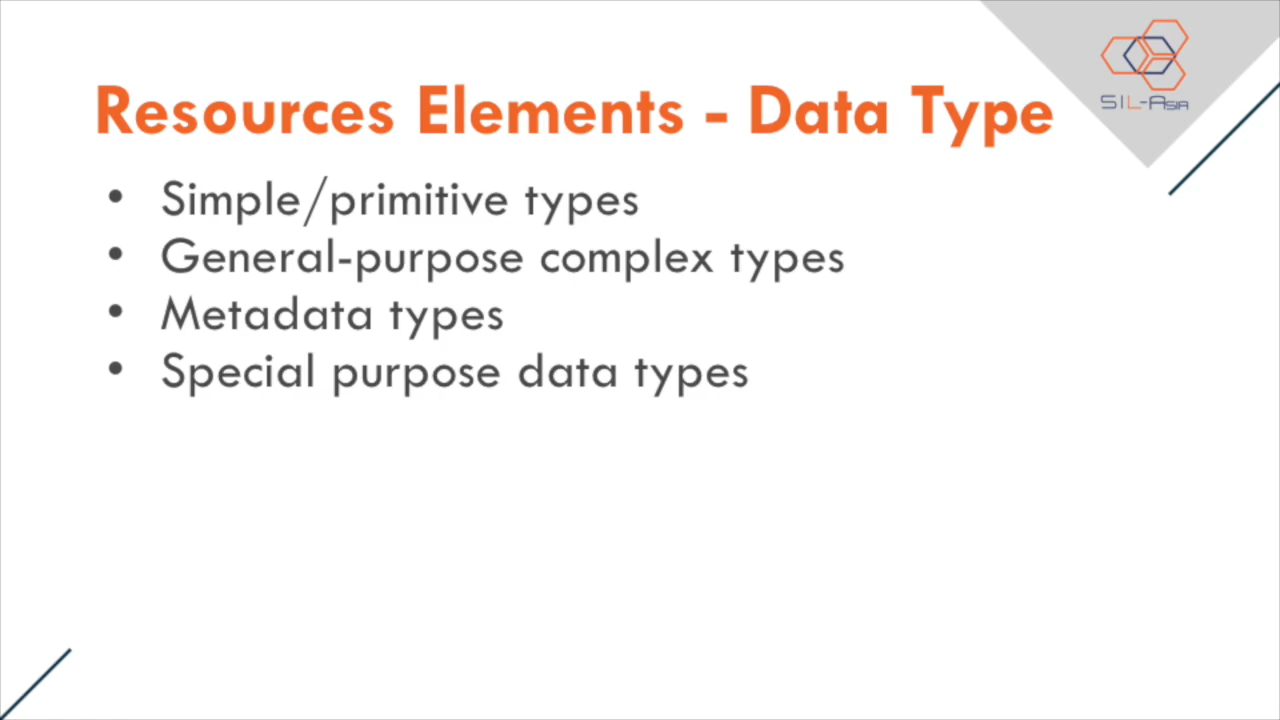 SIL-Asia
Resources Elements - Data Type
• Simple/primitive types
• General-purpose complex types
• Metadata types
• Special purpose data types